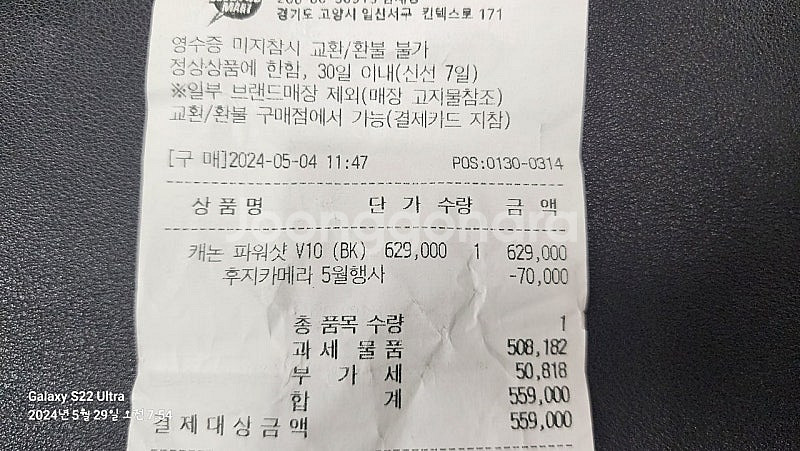 MART
경기도 고양시 일산서구 킨텍스로 171
영수증 미지참시 교환/환불 불가
정상상품에 한함, 30일 이내(신선 7일)
※일부 브랜드매장 제외(매장 고지물참조)
교환/환불 구매점에서 가능(결제카드 지참)
[구 매]2024-05-04 11:47 POS:0130-0314
상 품 명 단 가 수량 금 액
캐논 파워샷 V10 (BK) 629,000 1 629,000
후지카메라 5월행사 -70,000
총 품목 수량 1
과 세 물 품 508,182
부 가 세 50,818
합 계 559,000
결 제 대 상 금 액 559,000
Galaxy S22 Ultra
2024년 5월 29일 오전 7:54
joonggonara